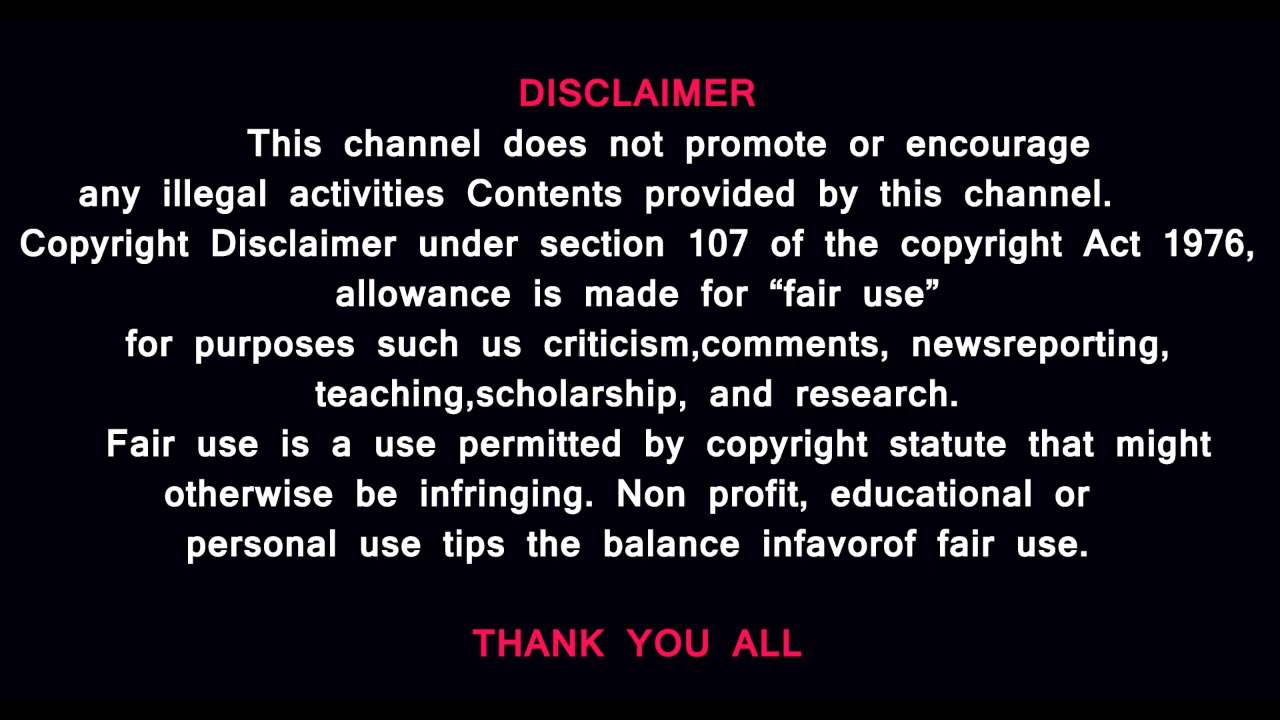 DISCLAIMER
This channel does not promote or encourage
any illegal activities Contents provided by this channel.
Copyright Disclaimer under section 107 of the copyright Act 1976,
allowance is made for “fair use”
for purposes such us criticism,comments, newsreporting,
teaching,scholarship, and research.
Fair use is a use permitted by copyright statute that might
otherwise be infringing. Non profit, educational or
personal use tips the balance infavorof fair use.
THANK YOU ALL